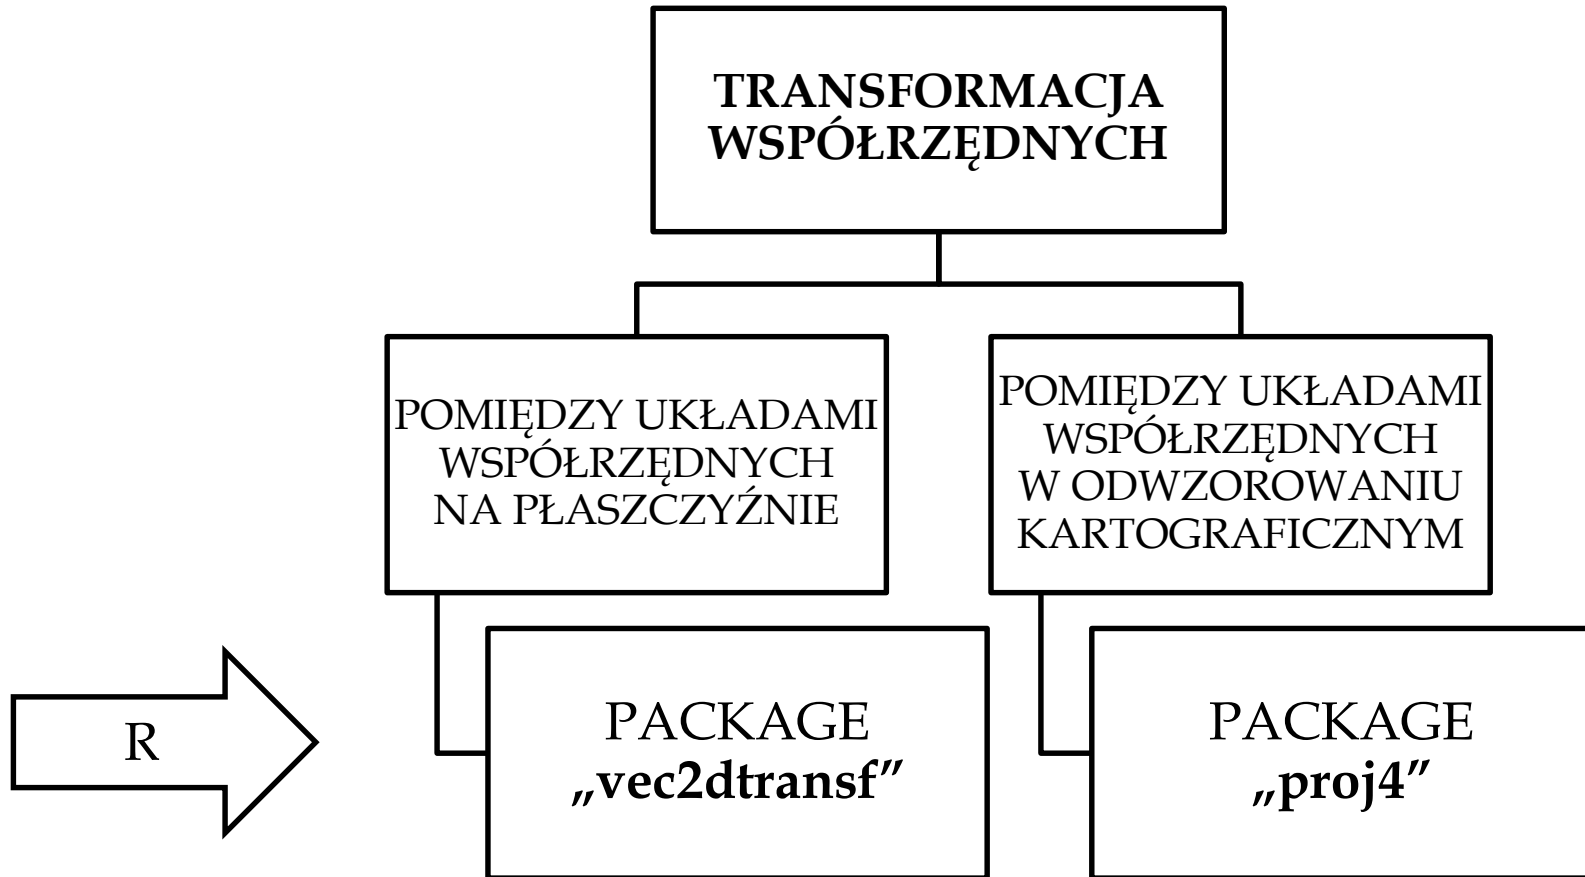 TRANSFORMACJA
WSPÓŁRZĘDNYCH
POMIĘDZY UKŁADAMI
WSPÓŁRZĘDNYCH
NA PŁASZCZYŹNIE
POMIĘDZY UKŁADAMI
WSPÓŁRZĘDNYCH
W ODWZOROWANIU
KARTOGRAFICZNYM
R
PACKAGE
„vec2dtransf”
PACKAGE
„proj4”